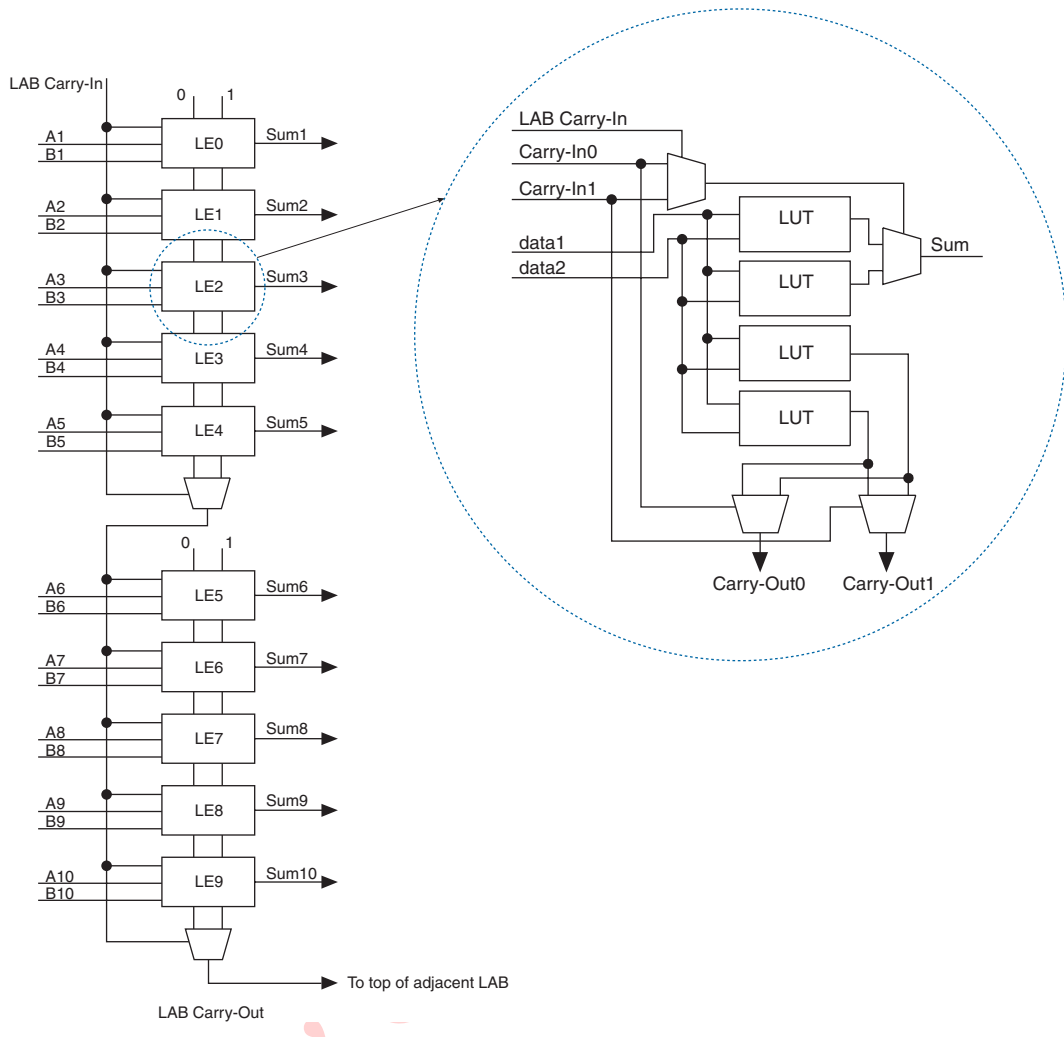 LAB Carry-In
0 1
A1
B1
LE0
Sum1
A2
B2
LE1
Sum2
A3
B3
LE2
Sum3
A4
B4
LE3
Sum4
A5
B5
LE4
Sum5
0 1
A6
B6
LE5
Sum6
A7
B7
LE6
Sum7
A8
B8
LE7
Sum8
A9
B9
LE8
Sum9
A10
B10
LE9
Sum10
To top of adjacent LAB
LAB Carry-Out
LAB Carry-In
Carry-In0
Carry-In1
data1
data2
LUT
LUT
LUT
LUT
Sum
Carry-Out0
Carry-Out1